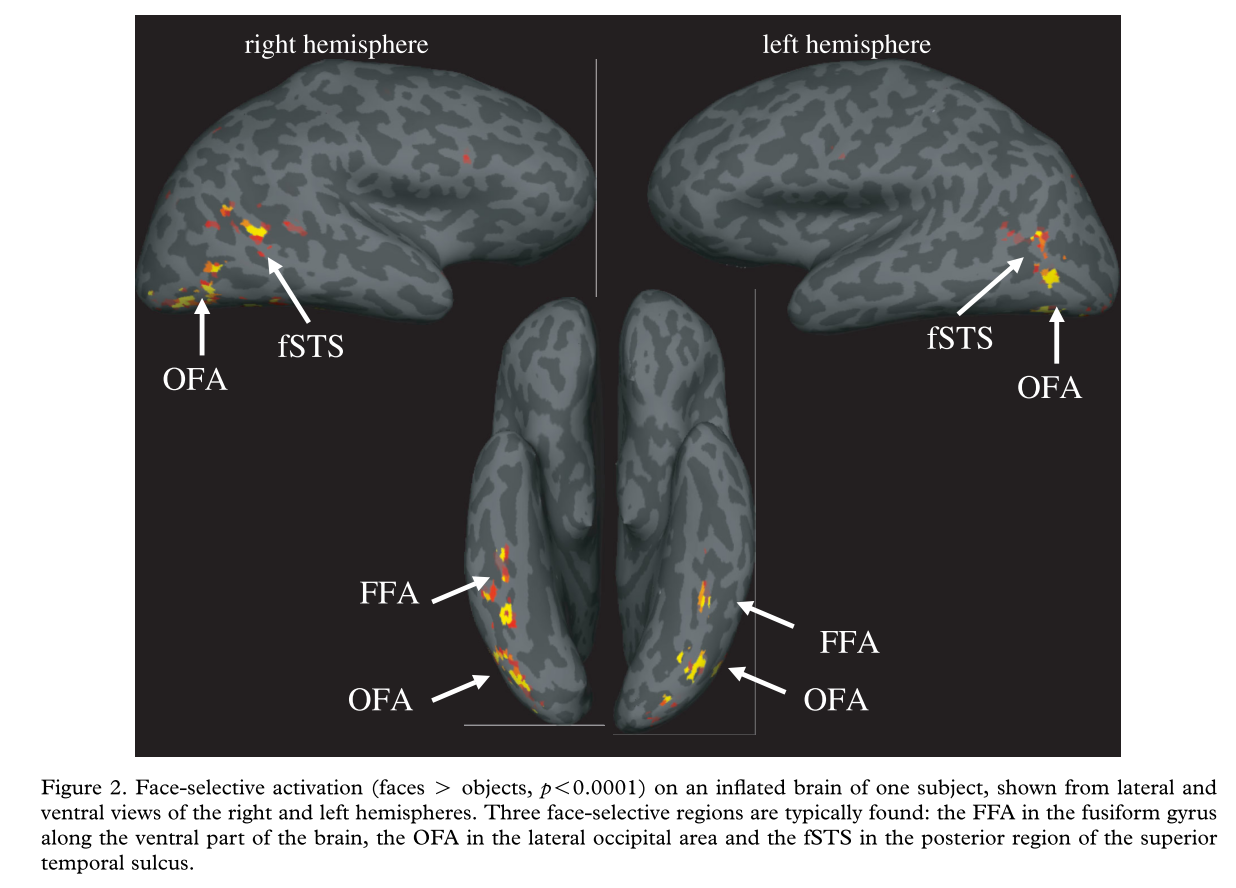 right hemisphere
left hemisphere
fSTS
OFA
fSTS
OFA
FFA
OFA
FFA
OFA
Figure 2. Face-selective activation (faces > objects, p<0.0001) on an inflated brain of one subject, shown from lateral and
ventral views of the right and left hemispheres. Three face-selective regions are typically found: the FFA in the fusiform gyrus
along the ventral part of the brain, the OFA in the lateral occipital area and the fSTS in the posterior region of the superior
temporal sulcus.